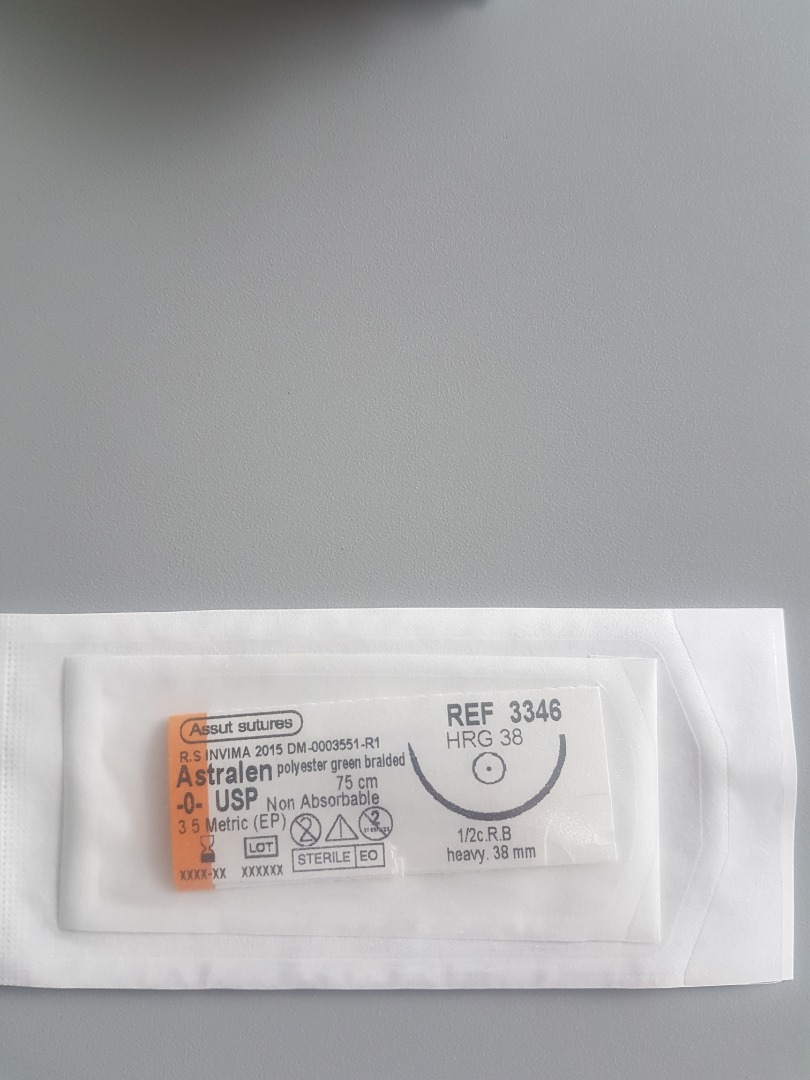 Assut sutures
R.S INVIMA 2015 DM-0003551-R1
Astralen polyester green braided
75 cm
-0- USP Non Absorbable
3 5 Metric (EP)
2
LOT
STERILE EO
XXXX-XX XXXXXX
REF 3346
HRG 38
1/2c.R.B
heavy. 38 mm